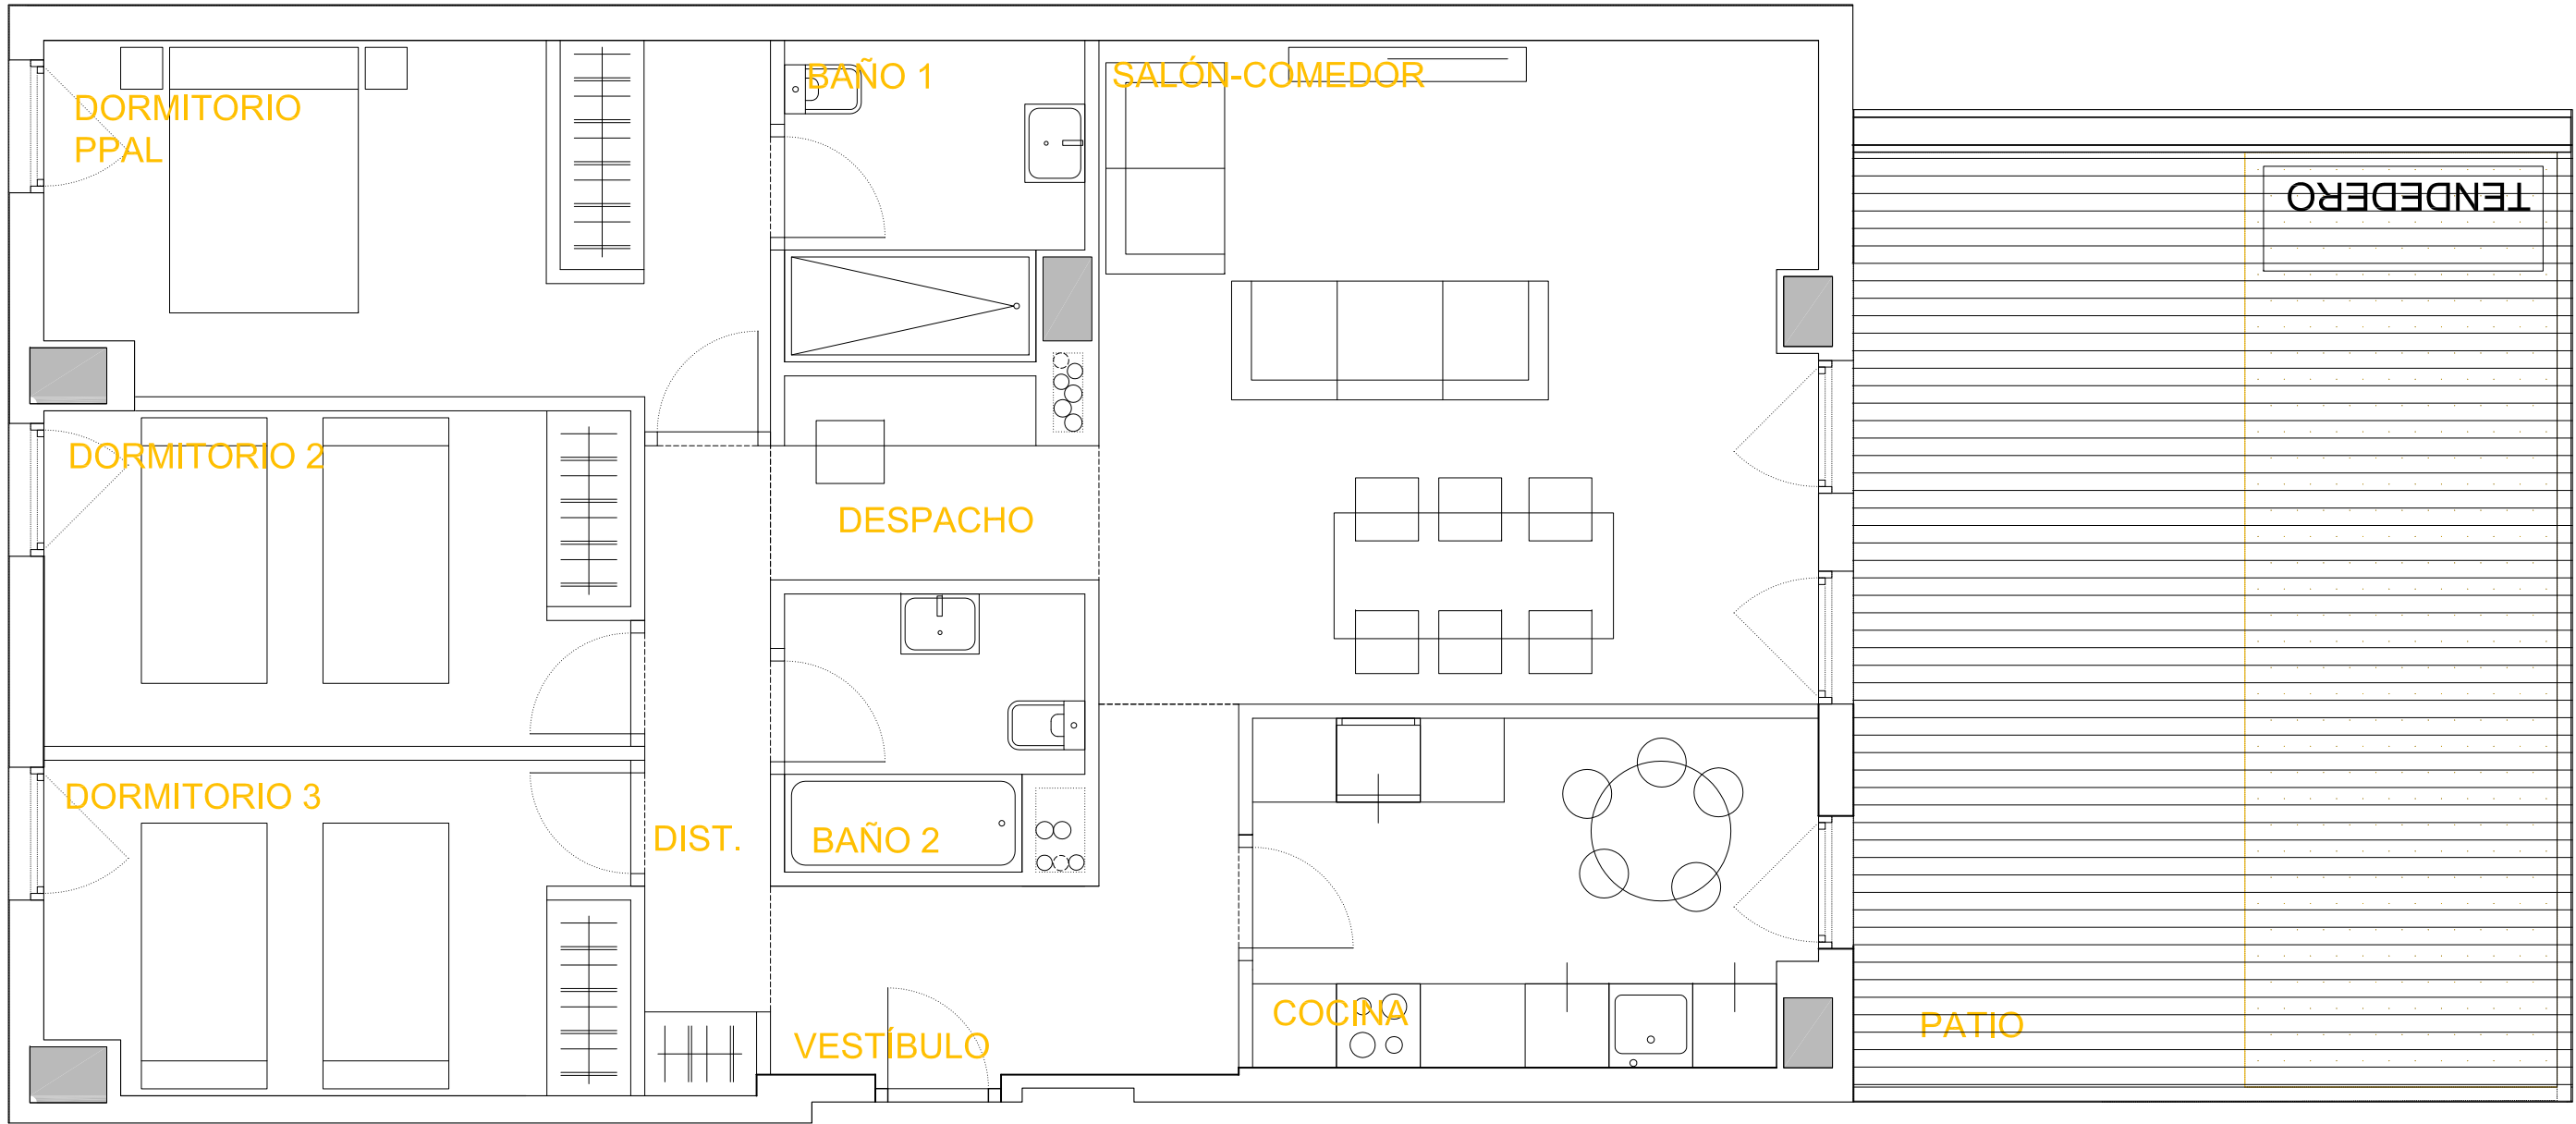 BAÑO 1
SALÓN-COMEDOR
DORMITORIO
PPAL
TENDEDERO
DORMITORIO 2
DESPACHO
DORMITORIO 3
DIST.
BAÑO 2
COCINA
PATIO
VESTÍBULO